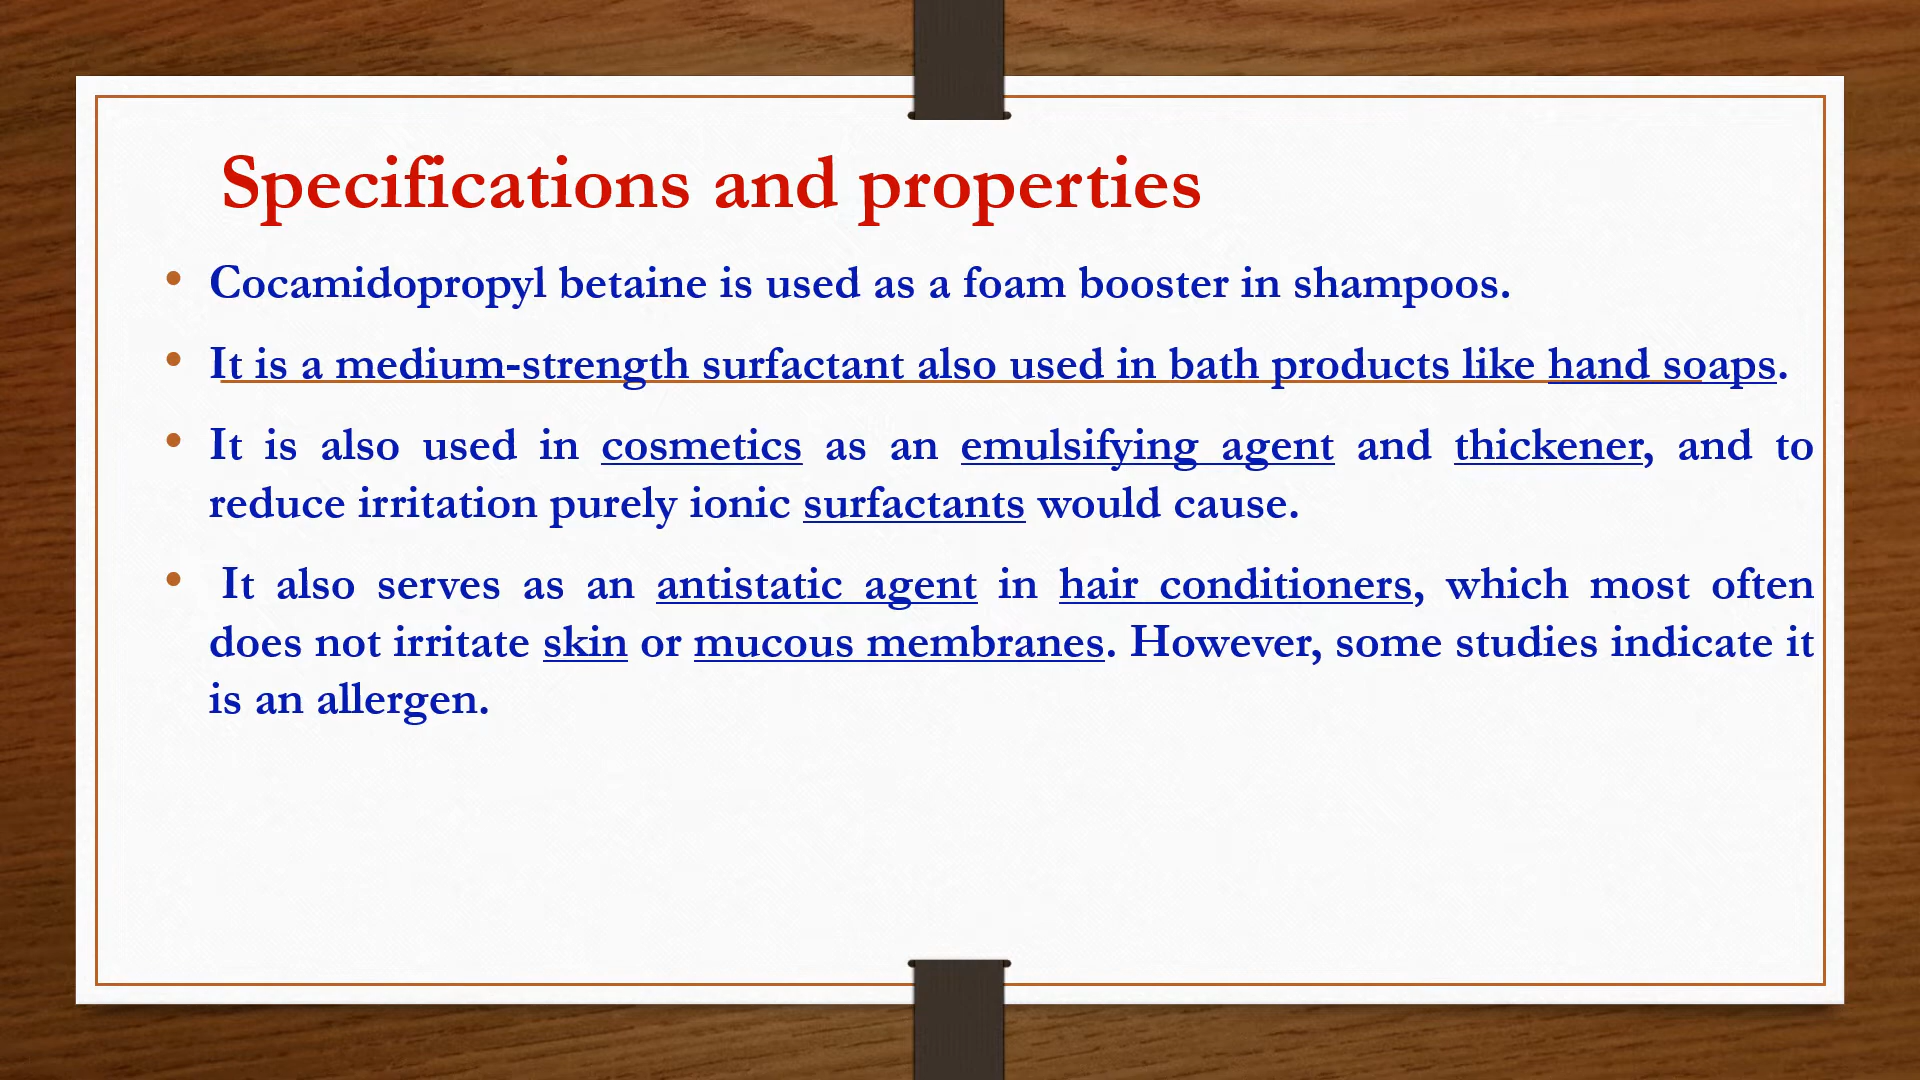 Specifications and properties
• Cocamidopropyl betaine is used as a foam booster in shampoos.
• It is a medium-strength surfactant also used in bath products like hand soaps.
• It is also used in cosmetics as an emulsifying agent and thickener, and to
reduce irritation purely ionic surfactants would cause.
• It also serves as an antistatic agent in hair conditioners, which most often
does not irritate skin or mucous membranes. However, some studies indicate it
is an allergen.